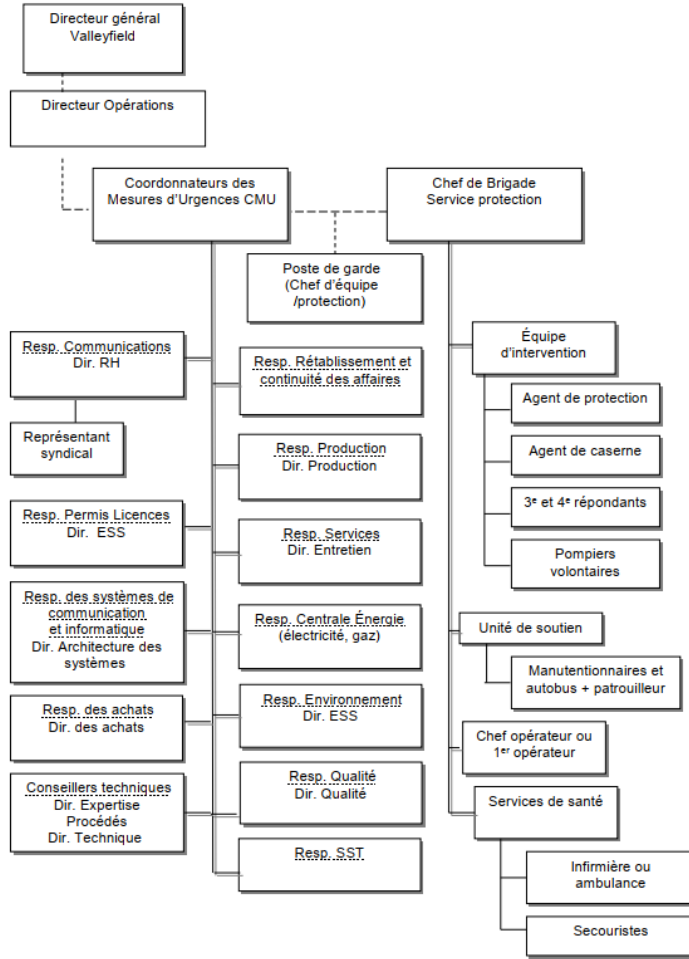 Directeur général
Valleyfield
Directeur Opérations
Coordonnateurs des
Mesures d'Urgences CMU
Chef de Brigade
Service protection
Poste de garde
(Chef d'équipe
/protection)
Resp. Communications
Dir. RH
Représentant
syndical
Resp. Permis Licences
Dir. ESS
Resp. des systèmes de
communication
et informatique
Dir. Architecture des
systèmes
Resp. des achats
Dir. des achats
Conseillers techniques
Dir. Expertise
Procédés
Dir. Technique
Resp. Rétablissement et
continuité des affaires
Resp. Production
Dir. Production
Resp. Services
Dir. Entretien
Resp. Centrale Énergie
(électricité, gaz)
Resp. Environnement
Dir. ESS
Resp. Qualité
Dir. Qualité
Resp. SST
Équipe
d'intervention
Agent de protection
Agent de caserne
3e et 4e répondants
Pompiers
volontaires
Unité de soutien
Manutentionnaires et
autobus + patrouilleur
Chef opérateur ou
1er opérateur
Services de santé
Infirmière ou
ambulance
Secouristes